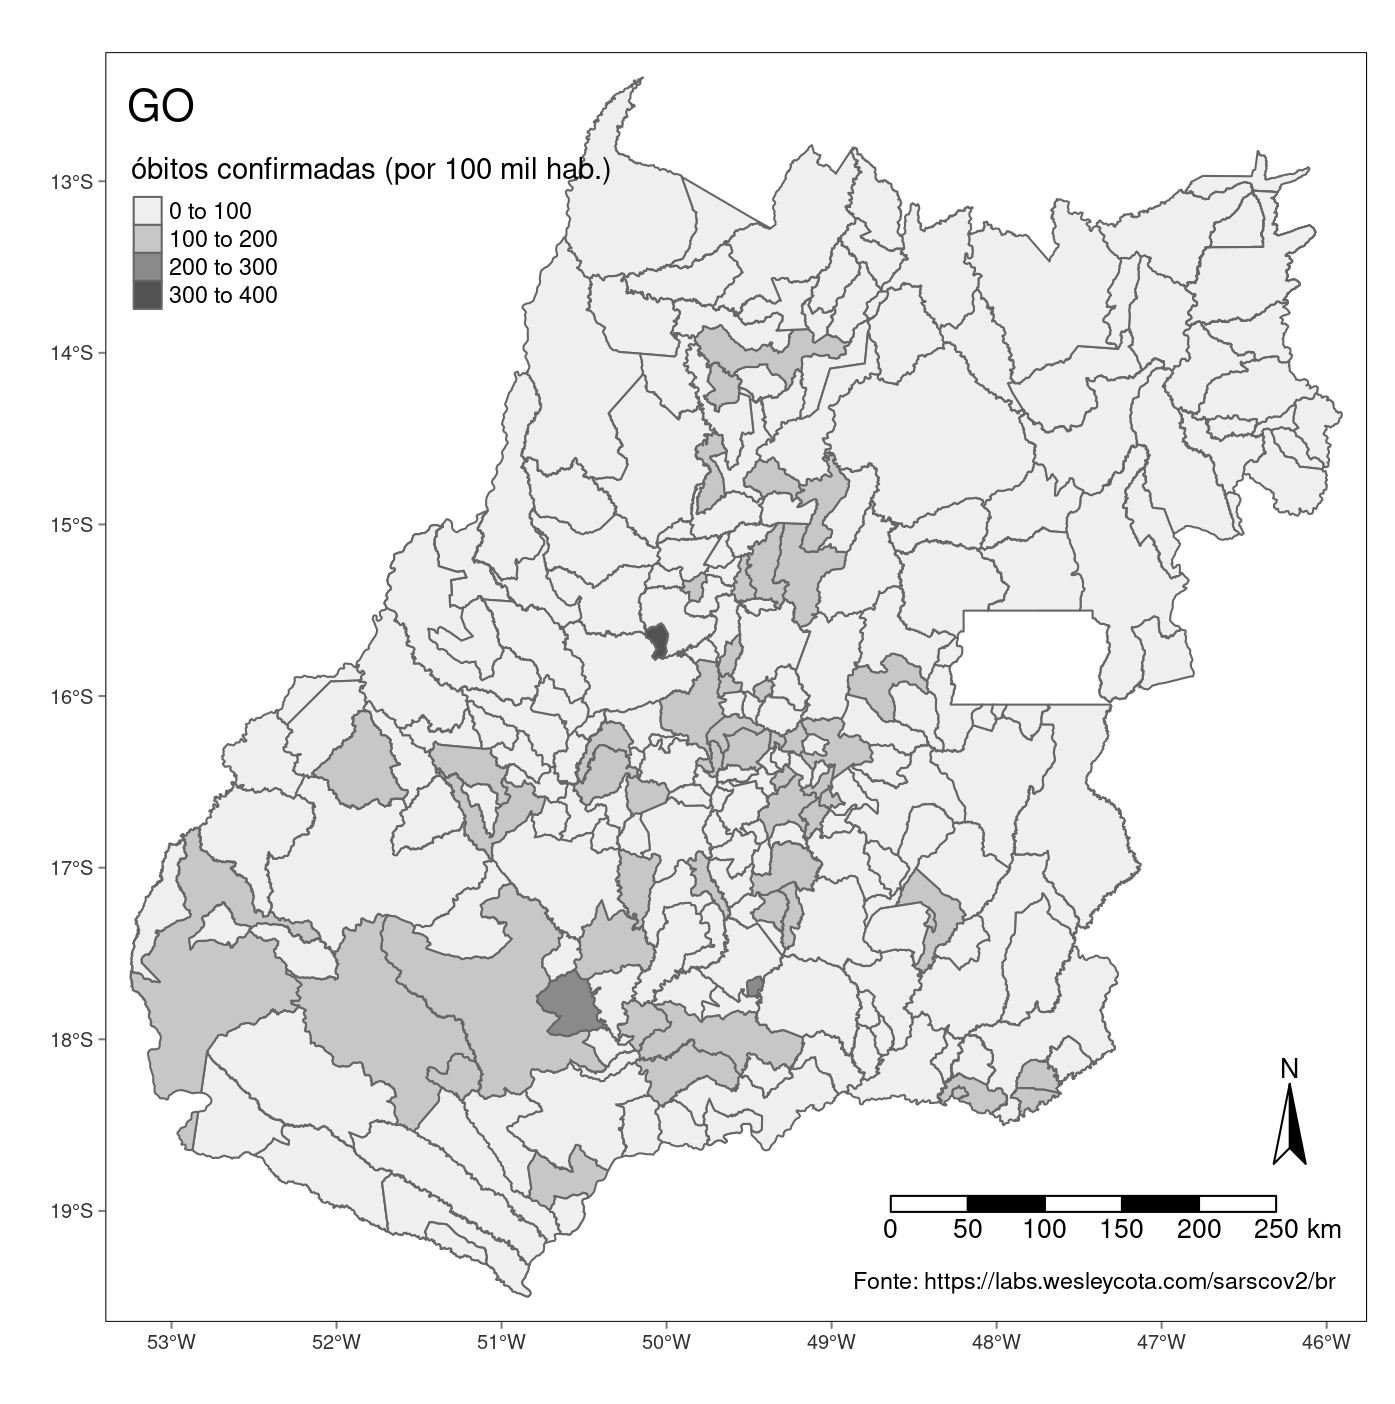 GO
óbitos confirmadas (por 100 mil hab.)
0 to 100
100 to 200
200 to 300
300 to 400
13°S
14°S
15°S
16°S
17°S
18°S
19°S
N
0 50 100 150 200 250 km
Fonte: https://labs.wesleycota.com/sarscov2/br
53°W 52°W 51°W 50°W 49°W 48°W 47°W 46°W